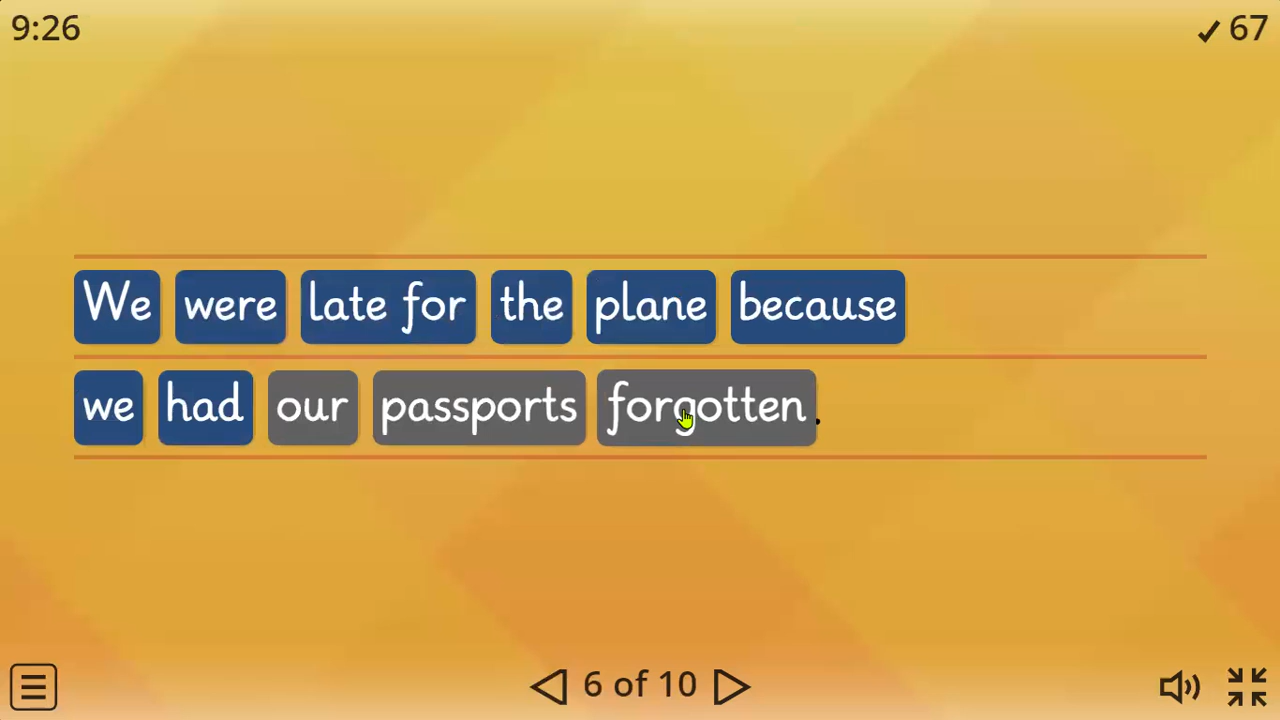 9:26
✓ 67
We were late for the plane because
we had our passports forgotten.
6 of 10